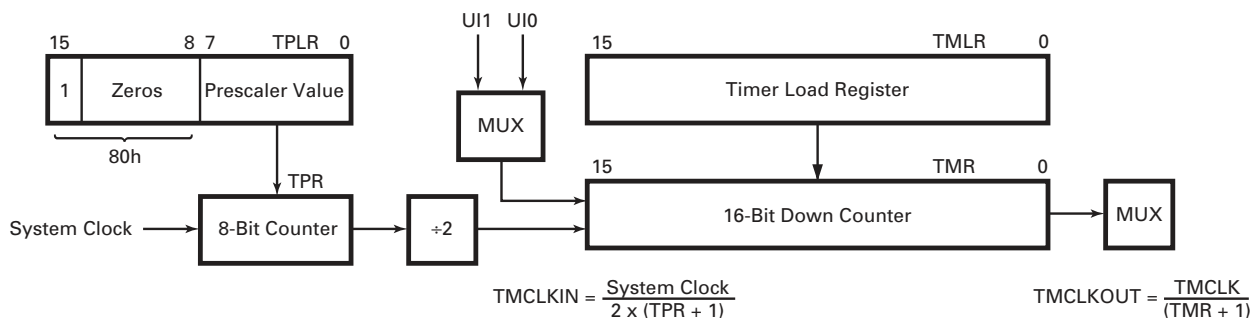 UI1 UI0
15 8 7 TPLR 0
15 TMLR 0
1 Zeros Prescaler Value
Timer Load Register
MUX
80h
15 TMR 0
TPR
System Clock
8-Bit Counter
÷2
16-Bit Down Counter
MUX
TMCLKIN = System Clock
2 x (TPR + 1)
TMCLKOUT = TMCLK
(TMR + 1)